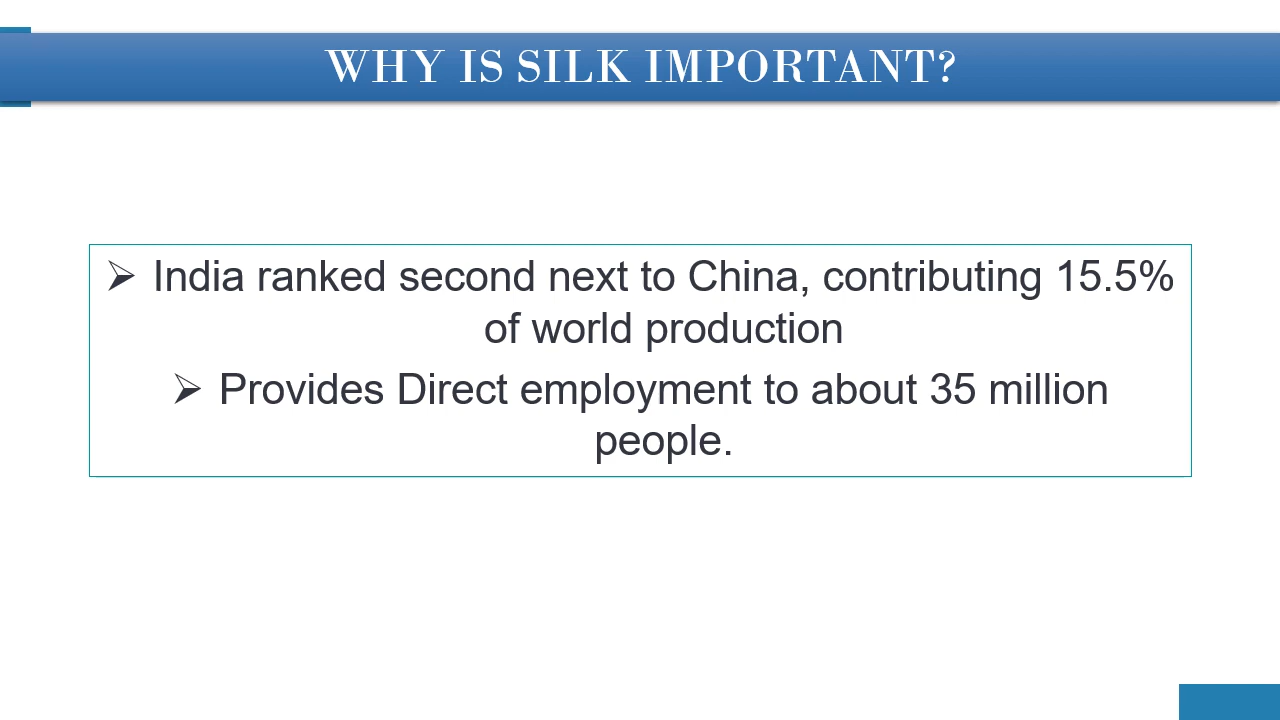 WHY IS SILK IMPORTANT?
➢ India ranked second next to China, contributing 15.5%
of world production
➢ Provides Direct employment to about 35 million
people.